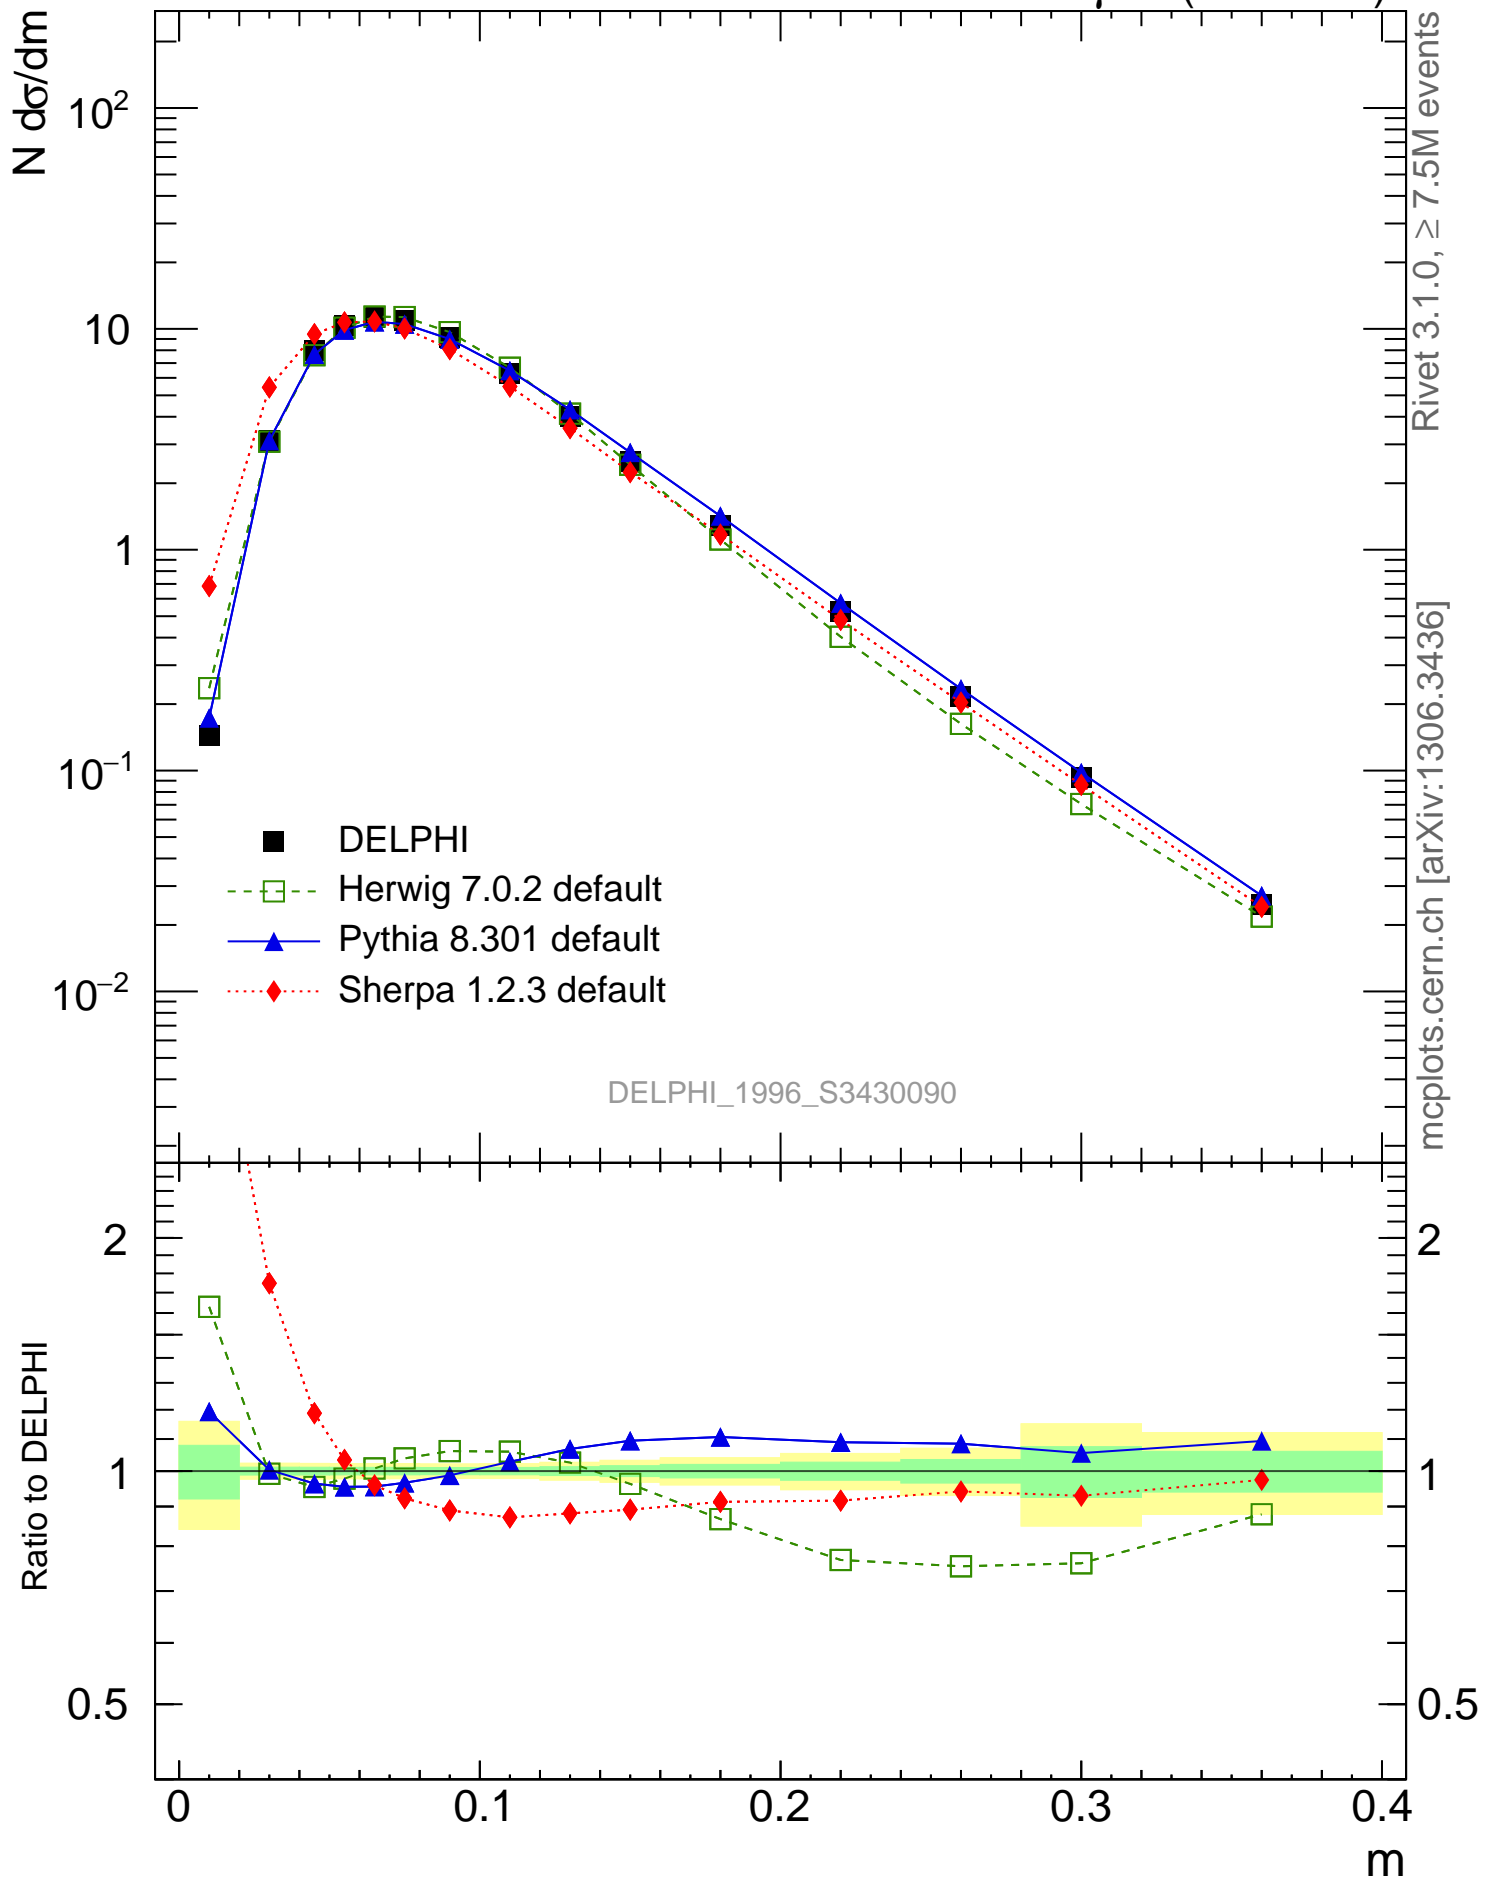 N dσ/dm
10²
10
1
10⁻¹
10⁻²
DELPHI
Herwig 7.0.2 default
Pythia 8.301 default
Sherpa 1.2.3 default
DELPHI_1996_S3430090
Rivet 3.1.0, ≥ 7.5M events
mcplots.cern.ch [arXiv:1306.3436]
Ratio to DELPHI
2
1
0.5
2
1
0.5
0 0.1 0.2 0.3 0.4
m